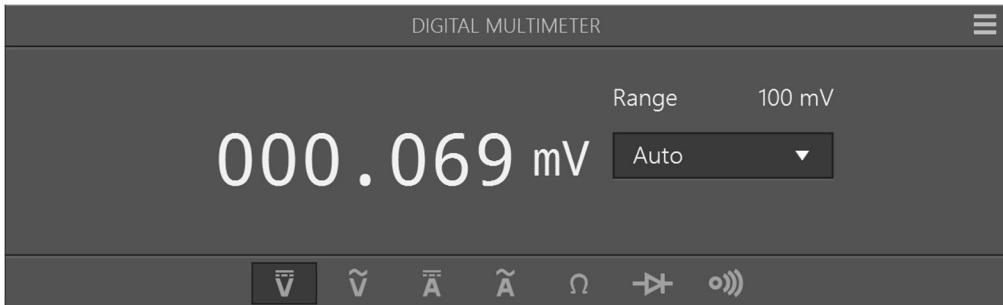 DIGITAL MULTIMETER
Range 100 mV
000.069 mV
Auto
V V A A Ω